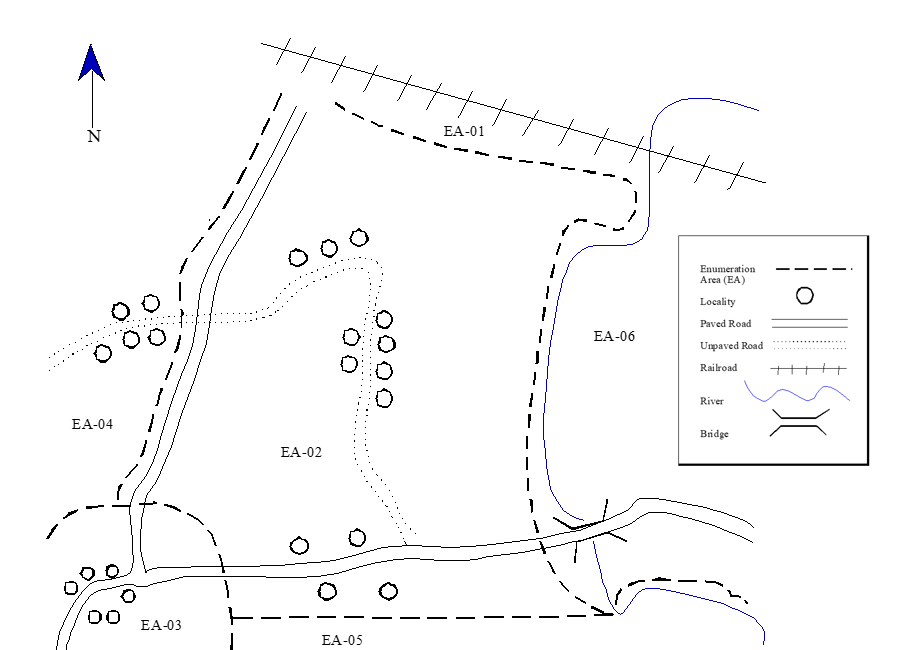 N
EA-01
EA-06
EA-04
EA-02
EA-03
EA-05
Enumeration
Area (EA)
Locality
Paved Road
Unpaved Road
Railroad
River
Bridge